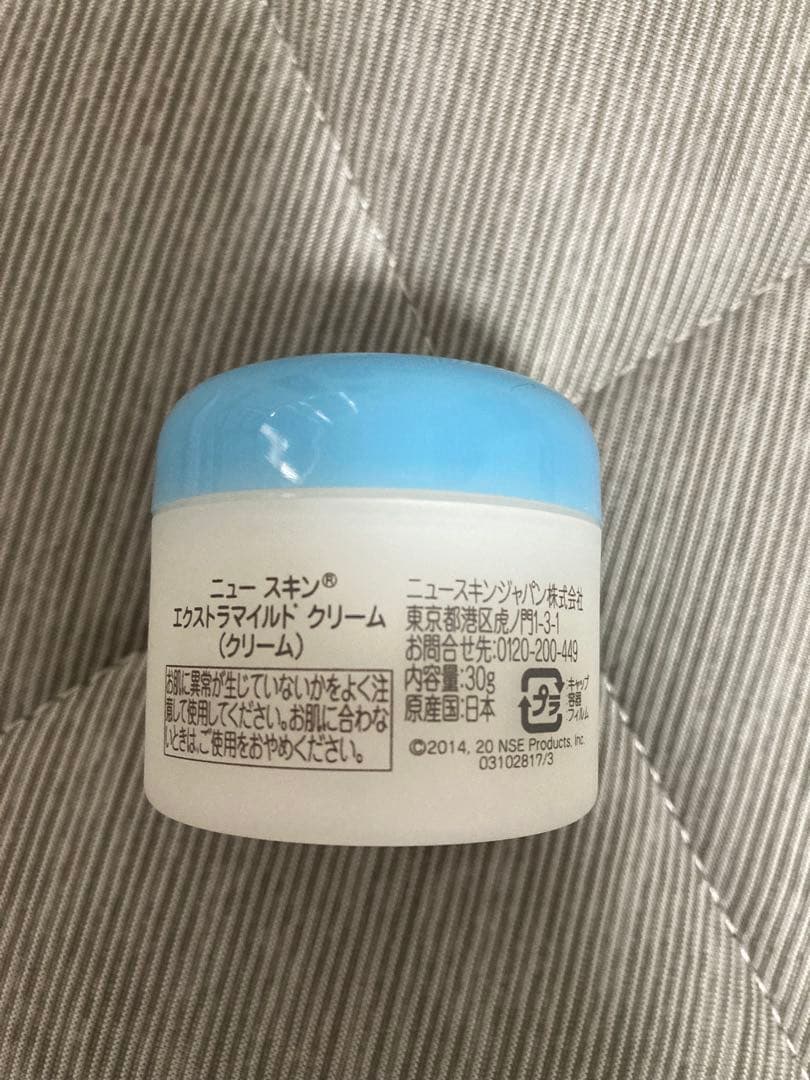 ニュー スキン®
エクストラマイルド クリーム
(クリーム)
お肌に異常が生じていないかをよく注
意して使用してください。お肌に合わな
いときは、ご使用をおやめください。
ニュースキンジャパン株式会社
東京都港区虎ノ門1-3-1
お問合せ先:0120-200-449
内容量:30g
原産国:日本
プラ
キャップ
容器
フィルム
©2014, 20 NSE Products, Inc.
03102817/3